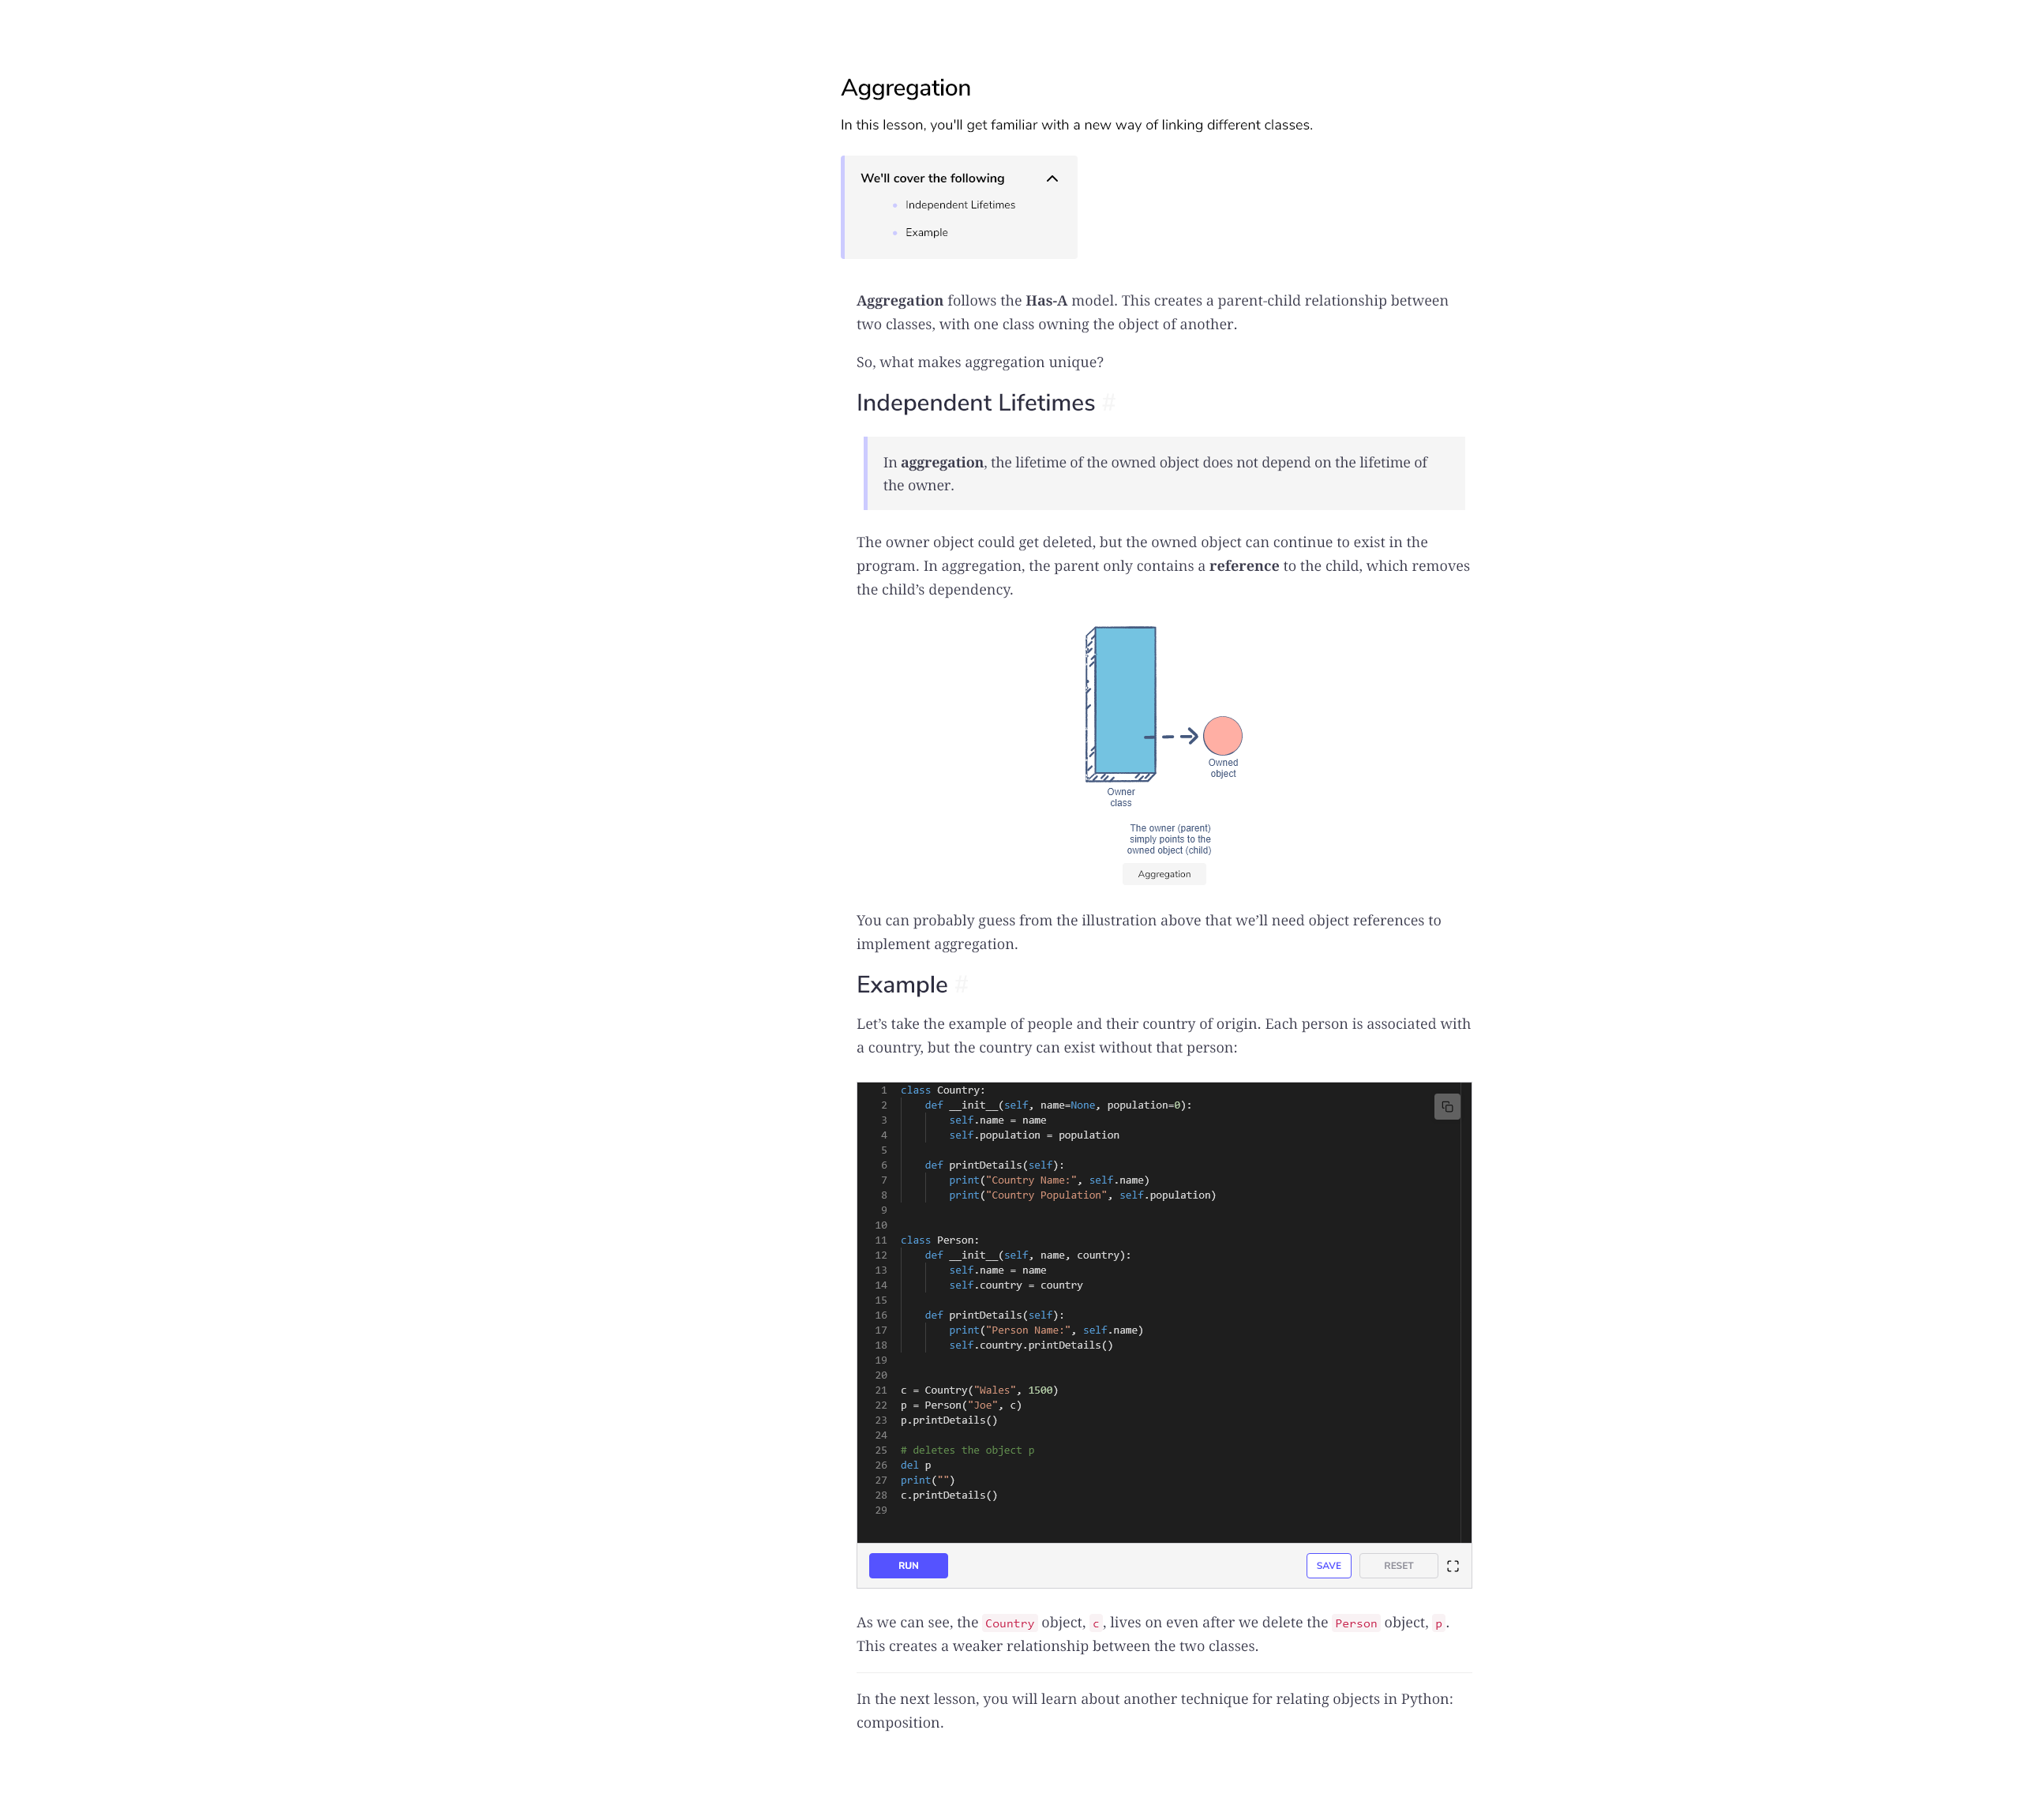 Aggregation
In this lesson, you'll get familiar with a new way of linking different classes.
We'll cover the following
Independent Lifetimes
Example
Aggregation follows the Has-A model. This creates a parent-child relationship between
two classes, with one class owning the object of another.
So, what makes aggregation unique?
Independent Lifetimes #
In aggregation, the lifetime of the owned object does not depend on the lifetime of
the owner.
The owner object could get deleted, but the owned object can continue to exist in the
program. In aggregation, the parent only contains a reference to the child, which removes
the child’s dependency.
Owned
object
Owner
class
The owner (parent)
simply points to the
owned object (child)
Aggregation
You can probably guess from the illustration above that we’ll need object references to
implement aggregation.
Example #
Let’s take the example of people and their country of origin. Each person is associated with
a country, but the country can exist without that person:
1 class Country:
2     def __init__(self, name=None, population=0):
3         self.name = name
4         self.population = population
5
6     def printDetails(self):
7         print("Country Name:", self.name)
8         print("Country Population", self.population)
9
10
11 class Person:
12     def __init__(self, name, country):
13         self.name = name
14         self.country = country
15
16     def printDetails(self):
17         print("Person Name:", self.name)
18         self.country.printDetails()
19
20
21 c = Country("Wales", 1500)
22 p = Person("Joe", c)
23 p.printDetails()
24
25 # deletes the object p
26 del p
27 print("")
28 c.printDetails()
29
RUN SAVE RESET
As we can see, the Country object, c, lives on even after we delete the Person object, p.
This creates a weaker relationship between the two classes.
In the next lesson, you will learn about another technique for relating objects in Python:
composition.